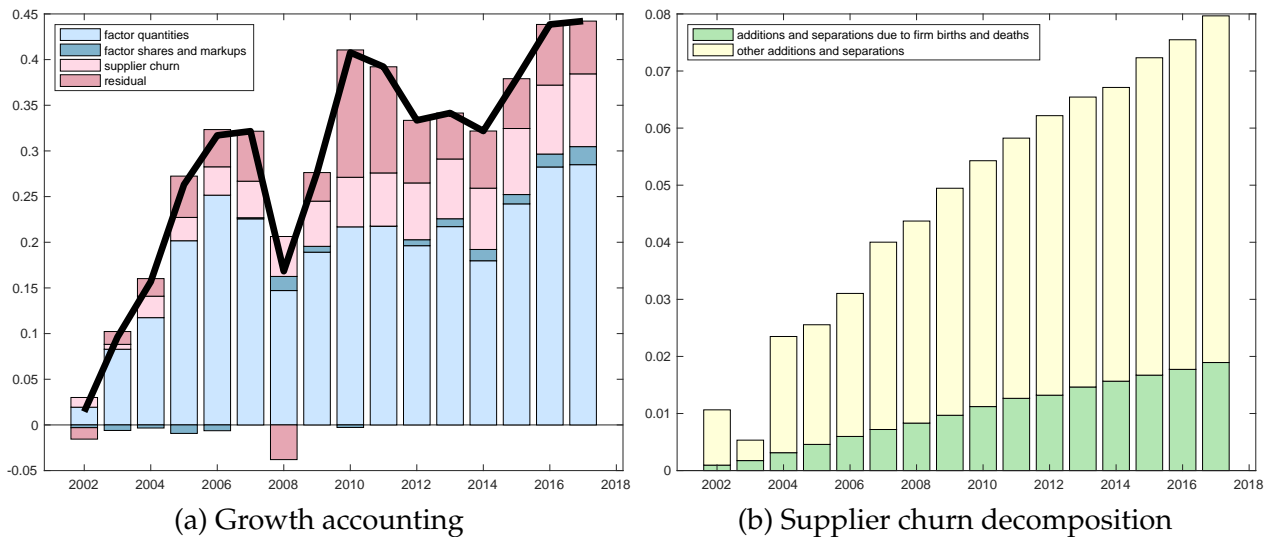 0.45
0.4
0.35
0.3
0.25
0.2
0.15
0.1
0.05
0
-0.05
factor quantities
factor shares and markups
supplier churn
residual
2002 2004 2006 2008 2010 2012 2014 2016 2018
(a) Growth accounting
0.08
0.07
0.06
0.05
0.04
0.03
0.02
0.01
0
additions and separations due to firm births and deaths
other additions and separations
2002 2004 2006 2008 2010 2012 2014 2016 2018
(b) Supplier churn decomposition